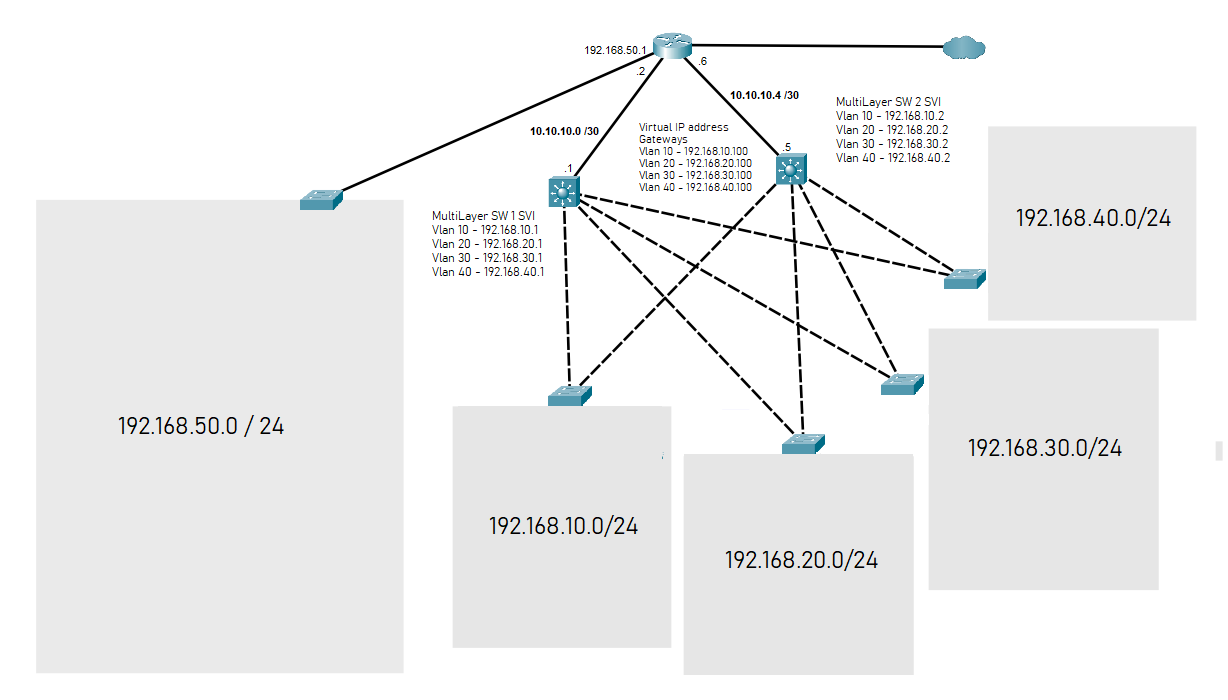 192.168.50.1
.2
.6
10.10.10.4 /30
MultiLayer SW 2 SVI
Vlan 10 - 192.168.10.2
Vlan 20 - 192.168.20.2
Vlan 30 - 192.168.30.2
Vlan 40 - 192.168.40.2
10.10.10.0 /30
Virtual IP address
Gateways
Vlan 10 - 192.168.10.100
Vlan 20 - 192.168.20.100
Vlan 30 - 192.168.30.100
Vlan 40 - 192.168.40.100
.5
.1
MultiLayer SW 1 SVI
Vlan 10 - 192.168.10.1
Vlan 20 - 192.168.20.1
Vlan 30 - 192.168.30.1
Vlan 40 - 192.168.40.1
192.168.40.0/24
192.168.50.0 / 24
192.168.30.0/24
192.168.10.0/24
192.168.20.0/24